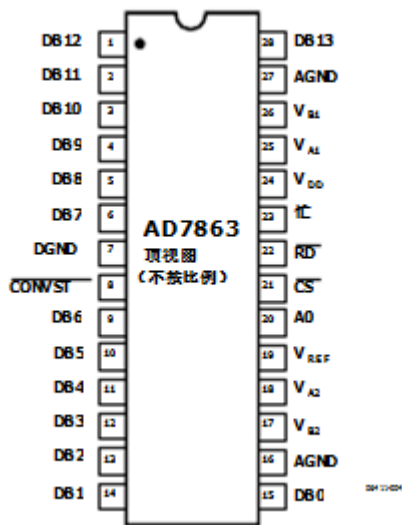 DB12 1 28 DB13
DB11 2 27 AGND
DB10 3 26 VB1
DB9 4 25 VA1
DB8 5 24 VDD
DB7 6 23 忙
DGND 7 22 RD
CONVST 8 21 CS
DB6 9 20 A0
DB5 10 19 VREF
DB4 11 18 VA2
DB3 12 17 VB2
DB2 13 16 AGND
DB1 14 15 DB0
AD7863
顶视图
(不按比例)